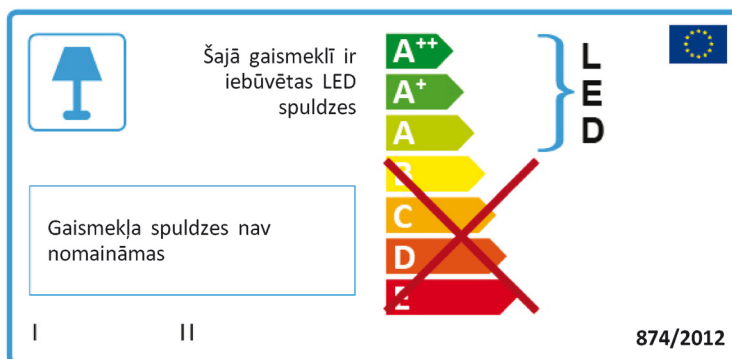 Šajā gaismeklī ir
iebūvētas LED
spuldzes
A++
A+
A
B
C
D
E
L
E
D
Gaismekļa spuldzes nav
nomaināmas
I II
874/2012